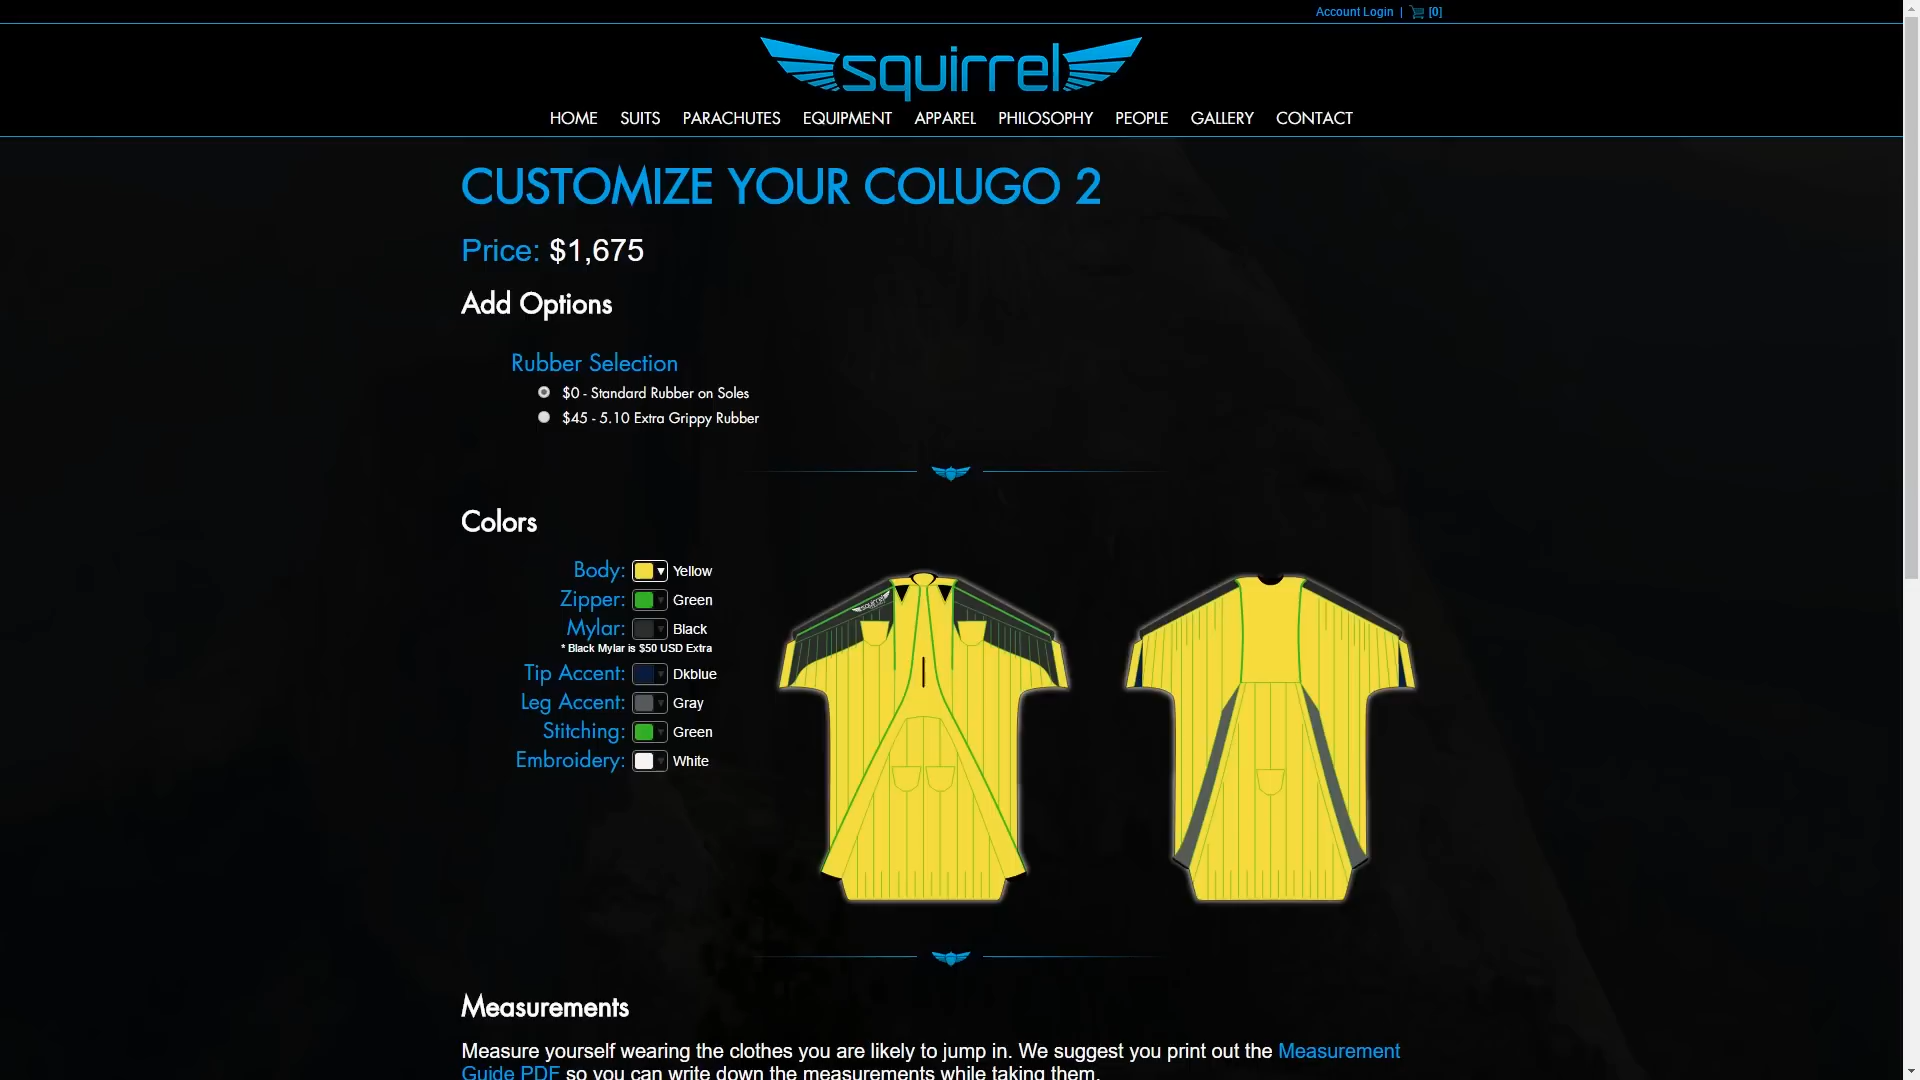 Account Login | [0]
squirrel
HOME SUITS PARACHUTES EQUIPMENT APPAREL PHILOSOPHY PEOPLE GALLERY CONTACT
CUSTOMIZE YOUR COLUGO 2
Price: $1,675
Add Options
Rubber Selection
$0 - Standard Rubber on Soles
$45 - 5.10 Extra Grippy Rubber
Colors
Body: Yellow
Zipper: Green
Mylar: Black
* Black Mylar is $50 USD Extra
Tip Accent: Dkblue
Leg Accent: Gray
Stitching: Green
Embroidery: White
squirrel
Measurements
Measure yourself wearing the clothes you are likely to jump in. We suggest you print out the Measurement
Guide PDF so you can write down the measurements while taking them.